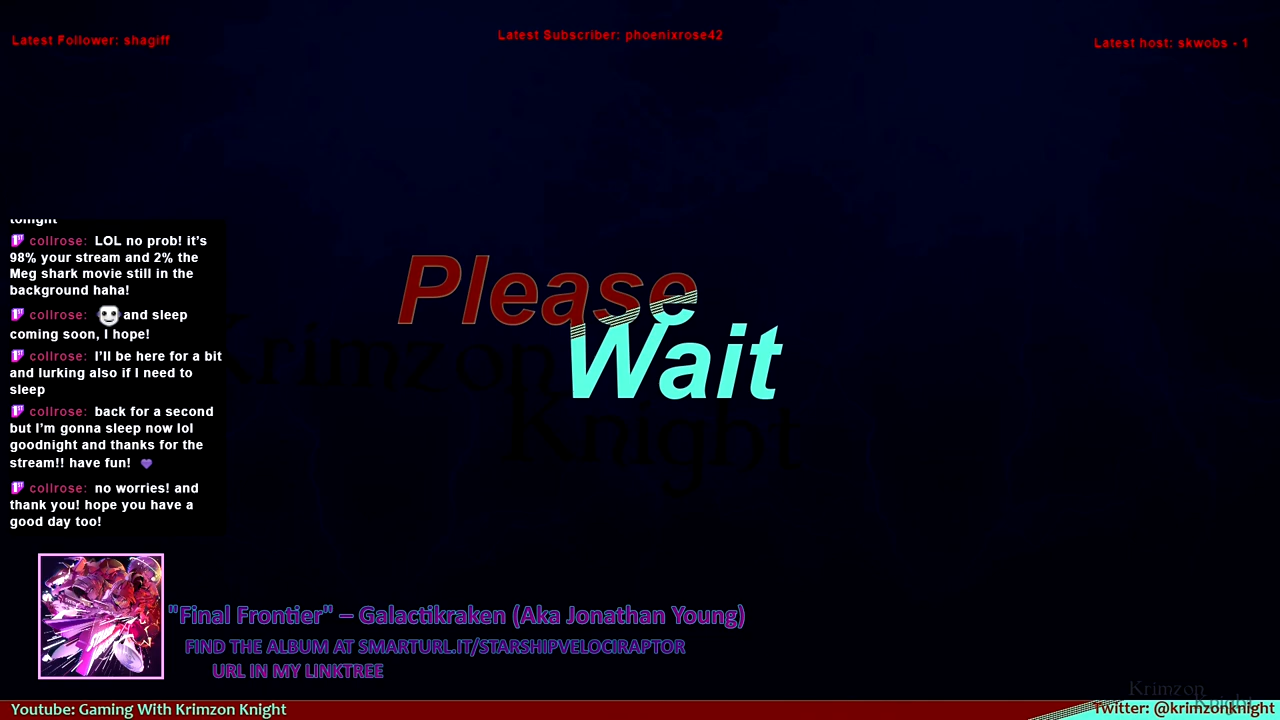 Latest Follower: shagiff
Latest Subscriber: phoenixrose42
Latest host: skwobs - 1
tonight
collrose: LOL no prob! it's
98% your stream and 2% the
Meg shark movie still in the
background haha!
collrose: and sleep
coming soon, I hope!
collrose: I'll be here for a bit
and lurking also if I need to
sleep
collrose: back for a second
but I'm gonna sleep now lol
goodnight and thanks for the
stream!! have fun!
collrose: no worries! and
thank you! hope you have a
good day too!
Please
Wait
Krimzon
Knight
"Final Frontier" – Galactikraken (Aka Jonathan Young)
FIND THE ALBUM AT SMARTURL.IT/STARSHIPVELOCIRAPTOR
URL IN MY LINKTREE
Krimzon
Knight
Youtube: Gaming With Krimzon Knight
Twitter: @krimzonknight